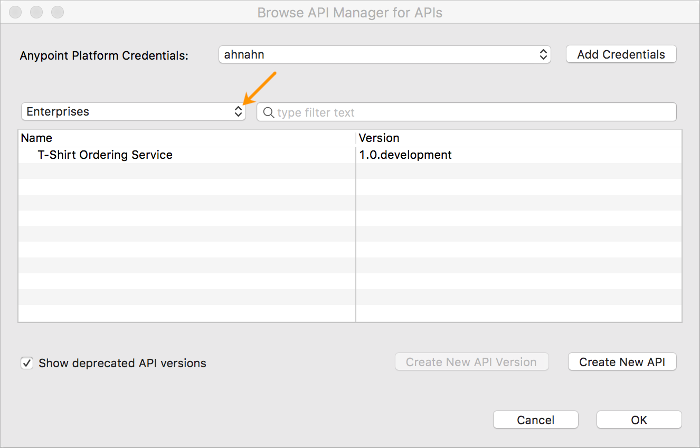 Browse API Manager for APIs
Anypoint Platform Credentials: ahnahn Add Credentials
Enterprises type filter text
Name Version
T-Shirt Ordering Service 1.0.development
Show deprecated API versions Create New API Version Create New API
Cancel OK